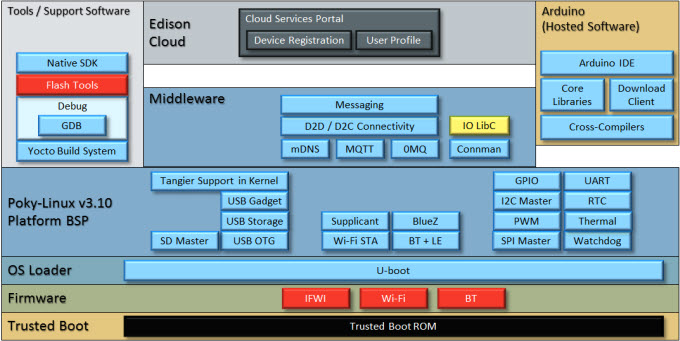 Tools / Support Software
Native SDK
Flash Tools
Debug
GDB
Yocto Build System
Edison
Cloud
Cloud Services Portal
Device Registration
User Profile
Arduino
(Hosted Software)
Arduino IDE
Core
Libraries
Download
Client
Cross-Compilers
Middleware
Messaging
D2D / D2C Connectivity
IO LibC
mDNS
MQTT
0MQ
Connman
Poky-Linux v3.10
Platform BSP
Tangier Support in Kernel
USB Gadget
USB Storage
SD Master
USB OTG
Supplicant
BlueZ
Wi-Fi STA
BT + LE
GPIO
UART
I2C Master
RTC
PWM
Thermal
SPI Master
Watchdog
OS Loader
U-boot
Firmware
IFWI
Wi-Fi
BT
Trusted Boot
Trusted Boot ROM